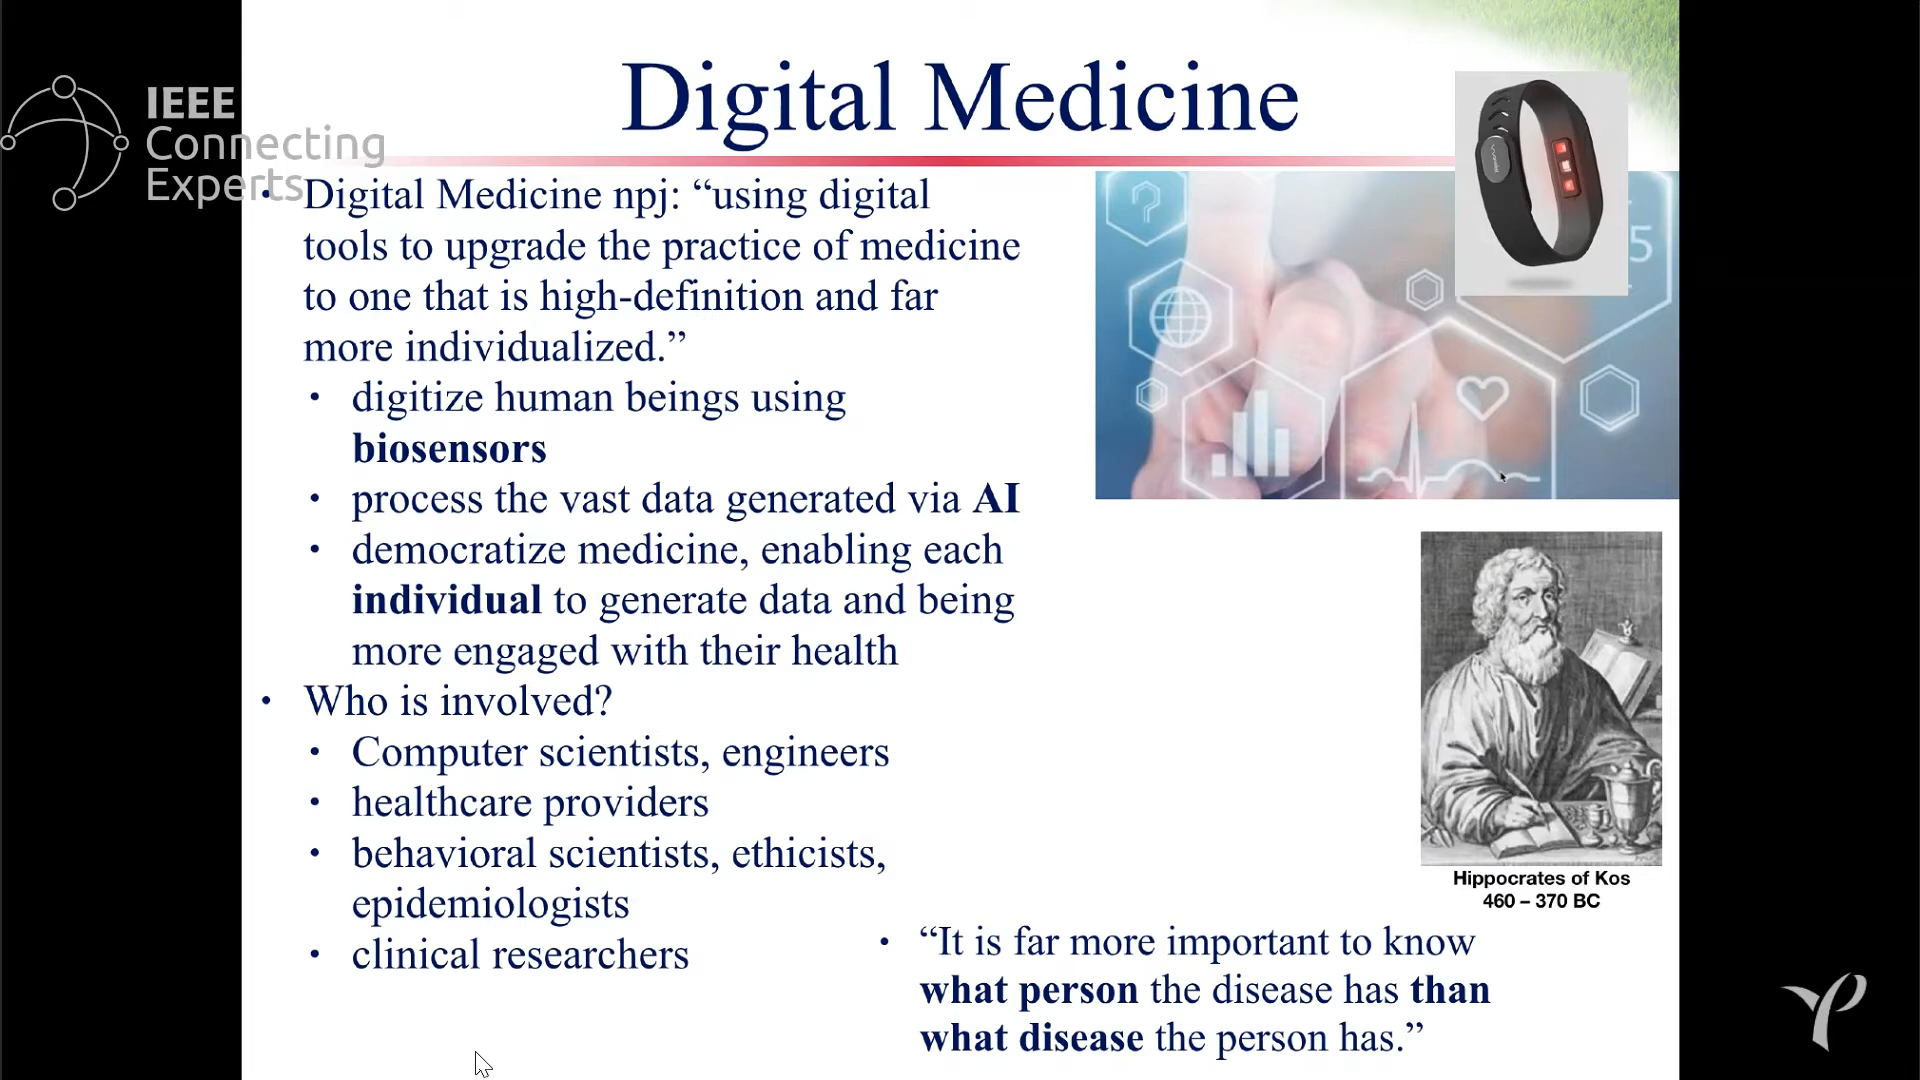 Digital Medicine
IEEE
Connecting
Experts
• Digital Medicine npj: “using digital
tools to upgrade the practice of medicine
to one that is high-definition and far
more individualized.”
• digitize human beings using
biosensors
• process the vast data generated via AI
• democratize medicine, enabling each
individual to generate data and being
more engaged with their health
• Who is involved?
• Computer scientists, engineers
• healthcare providers
• behavioral scientists, ethicists,
epidemiologists
• clinical researchers
?
5
Hippocrates of Kos
460 – 370 BC
• “It is far more important to know
what person the disease has than
what disease the person has.”